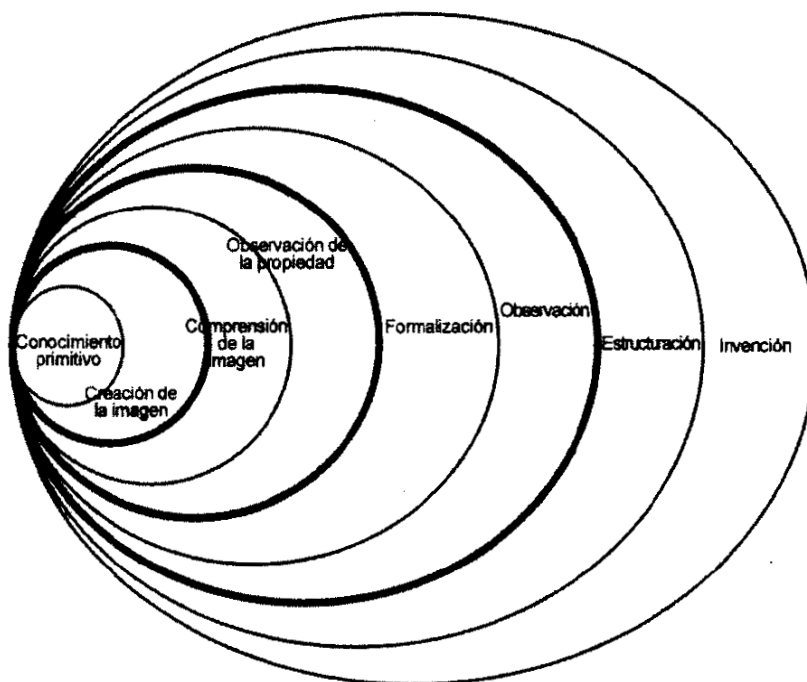 Conocimiento
primitivo
Creación de
la imagen
Comprensión
de la
imagen
Observación de
la propiedad
Formalización
Observación
Estructuración
Invención